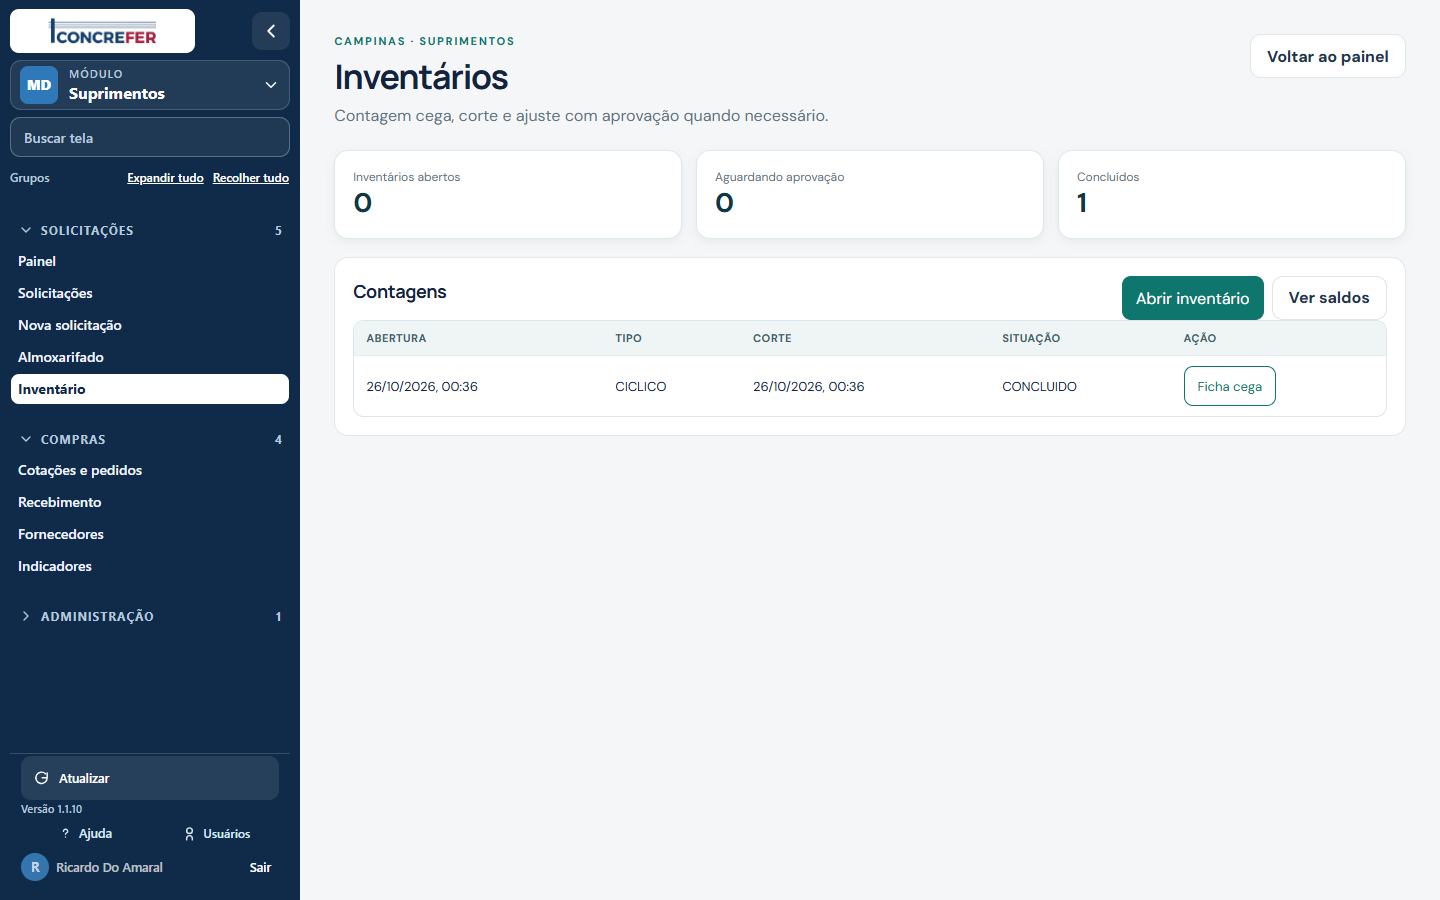 CONCREFER
MD
MÓDULO
Suprimentos
Buscar tela
Grupos Expandir tudo Recolher tudo
SOLICITAÇÕES 5
Painel
Solicitações
Nova solicitação
Almoxarifado
Inventário
COMPRAS 4
Cotações e pedidos
Recebimento
Fornecedores
Indicadores
ADMINISTRAÇÃO 1
Atualizar
Versão 1.1.10
? Ajuda Usuários
R Ricardo Do Amaral Sair
CAMPINAS · SUPRIMENTOS
Inventários
Contagem cega, corte e ajuste com aprovação quando necessário.
Voltar ao painel
Inventários abertos
0
Aguardando aprovação
0
Concluídos
1
Contagens
Abrir inventário Ver saldos
ABERTURA TIPO CORTE SITUAÇÃO AÇÃO
26/10/2026, 00:36 CICLICO 26/10/2026, 00:36 CONCLUIDO Ficha cega